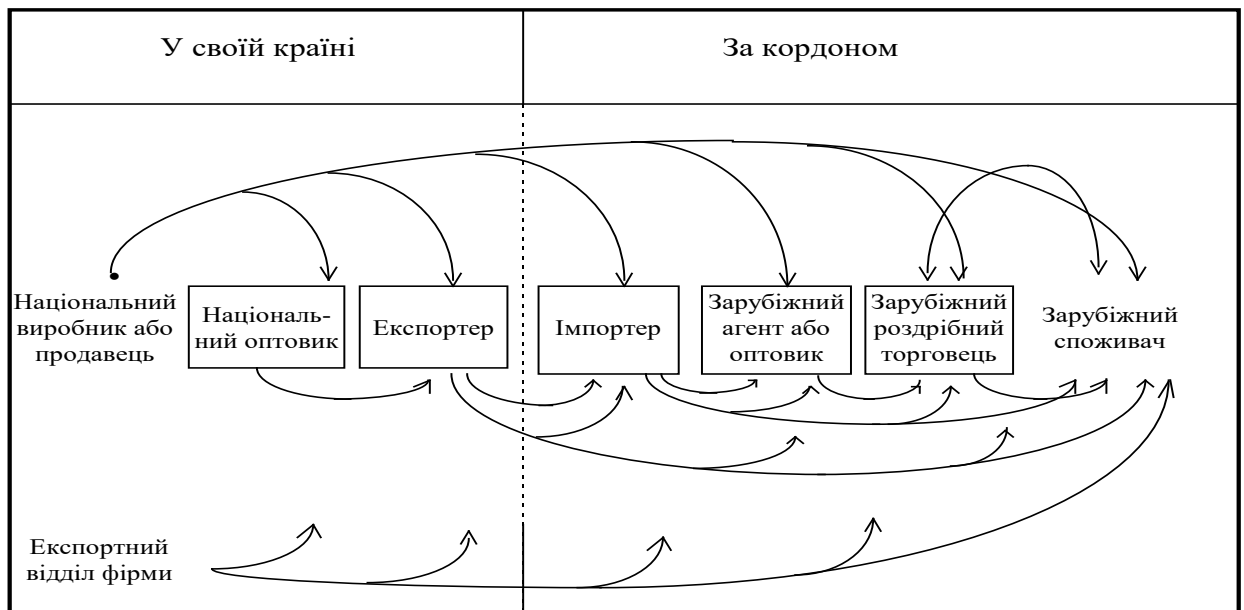 У своїй країні
За кордоном
Національний
виробник або
продавець
Національ-
ний оптовик
Експортер
Імпортер
Зарубіжний
агент або
оптовик
Зарубіжний
роздрібний
торговець
Зарубіжний
споживач
Експортний
відділ фірми